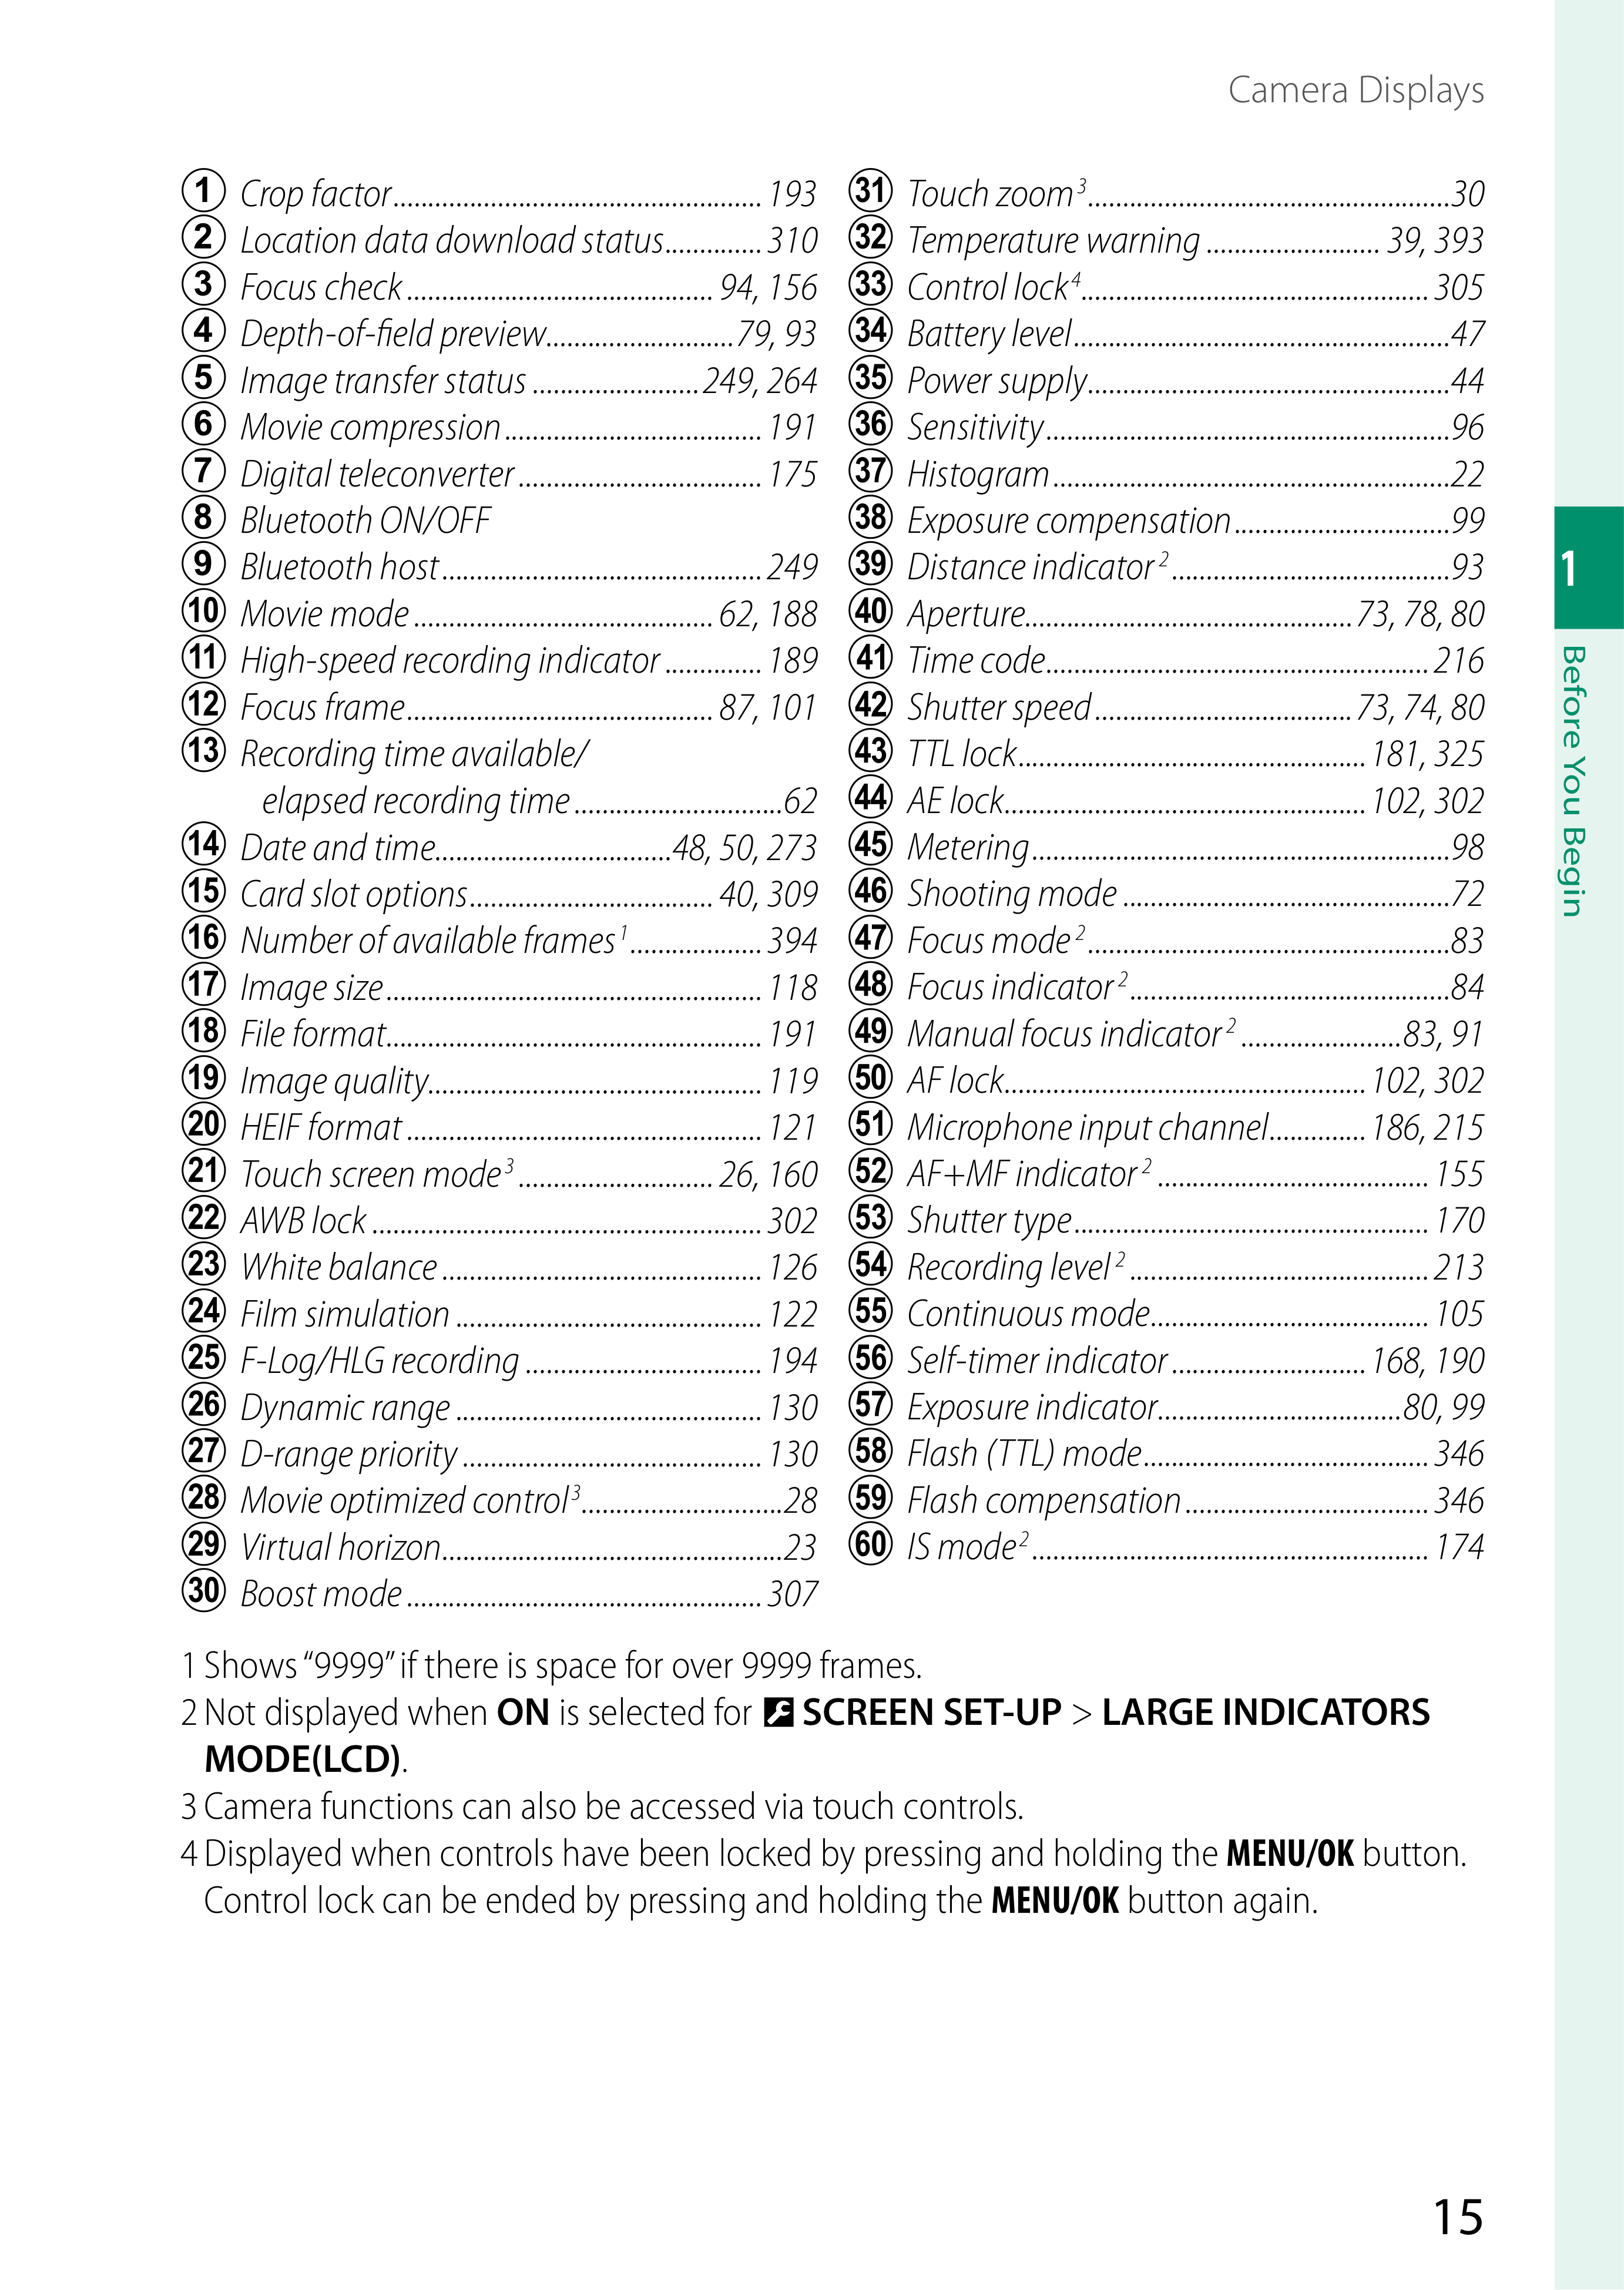 Camera Displays
1 Crop factor..................................................... 193
2 Location data download status.............. 310
3 Focus check ............................................ 94, 156
4 Depth-of-field preview...........................79, 93
5 Image transfer status ........................ 249, 264
6 Movie compression ..................................... 191
7 Digital teleconverter ................................... 175
8 Bluetooth ON/OFF
9 Bluetooth host .............................................. 249
10 Movie mode ........................................... 62, 188
11 High-speed recording indicator .............. 189
12 Focus frame............................................ 87, 101
13 Recording time available/
elapsed recording time ..............................62
14 Date and time..................................48, 50, 273
15 Card slot options................................... 40, 309
16 Number of available frames 1 ................... 394
17 Image size ...................................................... 118
18 File format...................................................... 191
19 Image quality................................................ 119
20 HEIF format ................................................... 121
21 Touch screen mode 3 ............................ 26, 160
22 AWB lock ........................................................ 302
23 White balance .............................................. 126
24 Film simulation ............................................ 122
25 F-Log/HLG recording .................................. 194
26 Dynamic range ............................................ 130
27 D-range priority ........................................... 130
28 Movie optimized control 3.............................28
29 Virtual horizon.................................................23
30 Boost mode ................................................... 307
31 Touch zoom 3....................................................30
32 Temperature warning ......................... 39, 393
33 Control lock 4.................................................. 305
34 Battery level......................................................47
35 Power supply....................................................44
36 Sensitivity..........................................................96
37 Histogram.........................................................22
38 Exposure compensation...............................99
39 Distance indicator 2 ........................................93
40 Aperture...............................................73, 78, 80
41 Time code....................................................... 216
42 Shutter speed ..................................... 73, 74, 80
43 TTL lock.................................................. 181, 325
44 AE lock.................................................... 102, 302
45 Metering............................................................98
46 Shooting mode ...............................................72
47 Focus mode 2 ....................................................83
48 Focus indicator 2..............................................84
49 Manual focus indicator 2 .......................83, 91
50 AF lock.................................................... 102, 302
51 Microphone input channel.............. 186, 215
52 AF+MF indicator 2 ....................................... 155
53 Shutter type................................................... 170
54 Recording level 2 ........................................... 213
55 Continuous mode........................................ 105
56 Self-timer indicator ............................ 168, 190
57 Exposure indicator...................................80, 99
58 Flash (TTL) mode......................................... 346
59 Flash compensation ................................... 346
60 IS mode 2 ......................................................... 174
1 Shows “9999” if there is space for over 9999 frames.
2 Not displayed when ON is selected for SCREEN SET-UP > LARGE INDICATORS
MODE(LCD).
3 Camera functions can also be accessed via touch controls.
4 Displayed when controls have been locked by pressing and holding the MENU/OK button.
Control lock can be ended by pressing and holding the MENU/OK button again.
1
Before You Begin
15